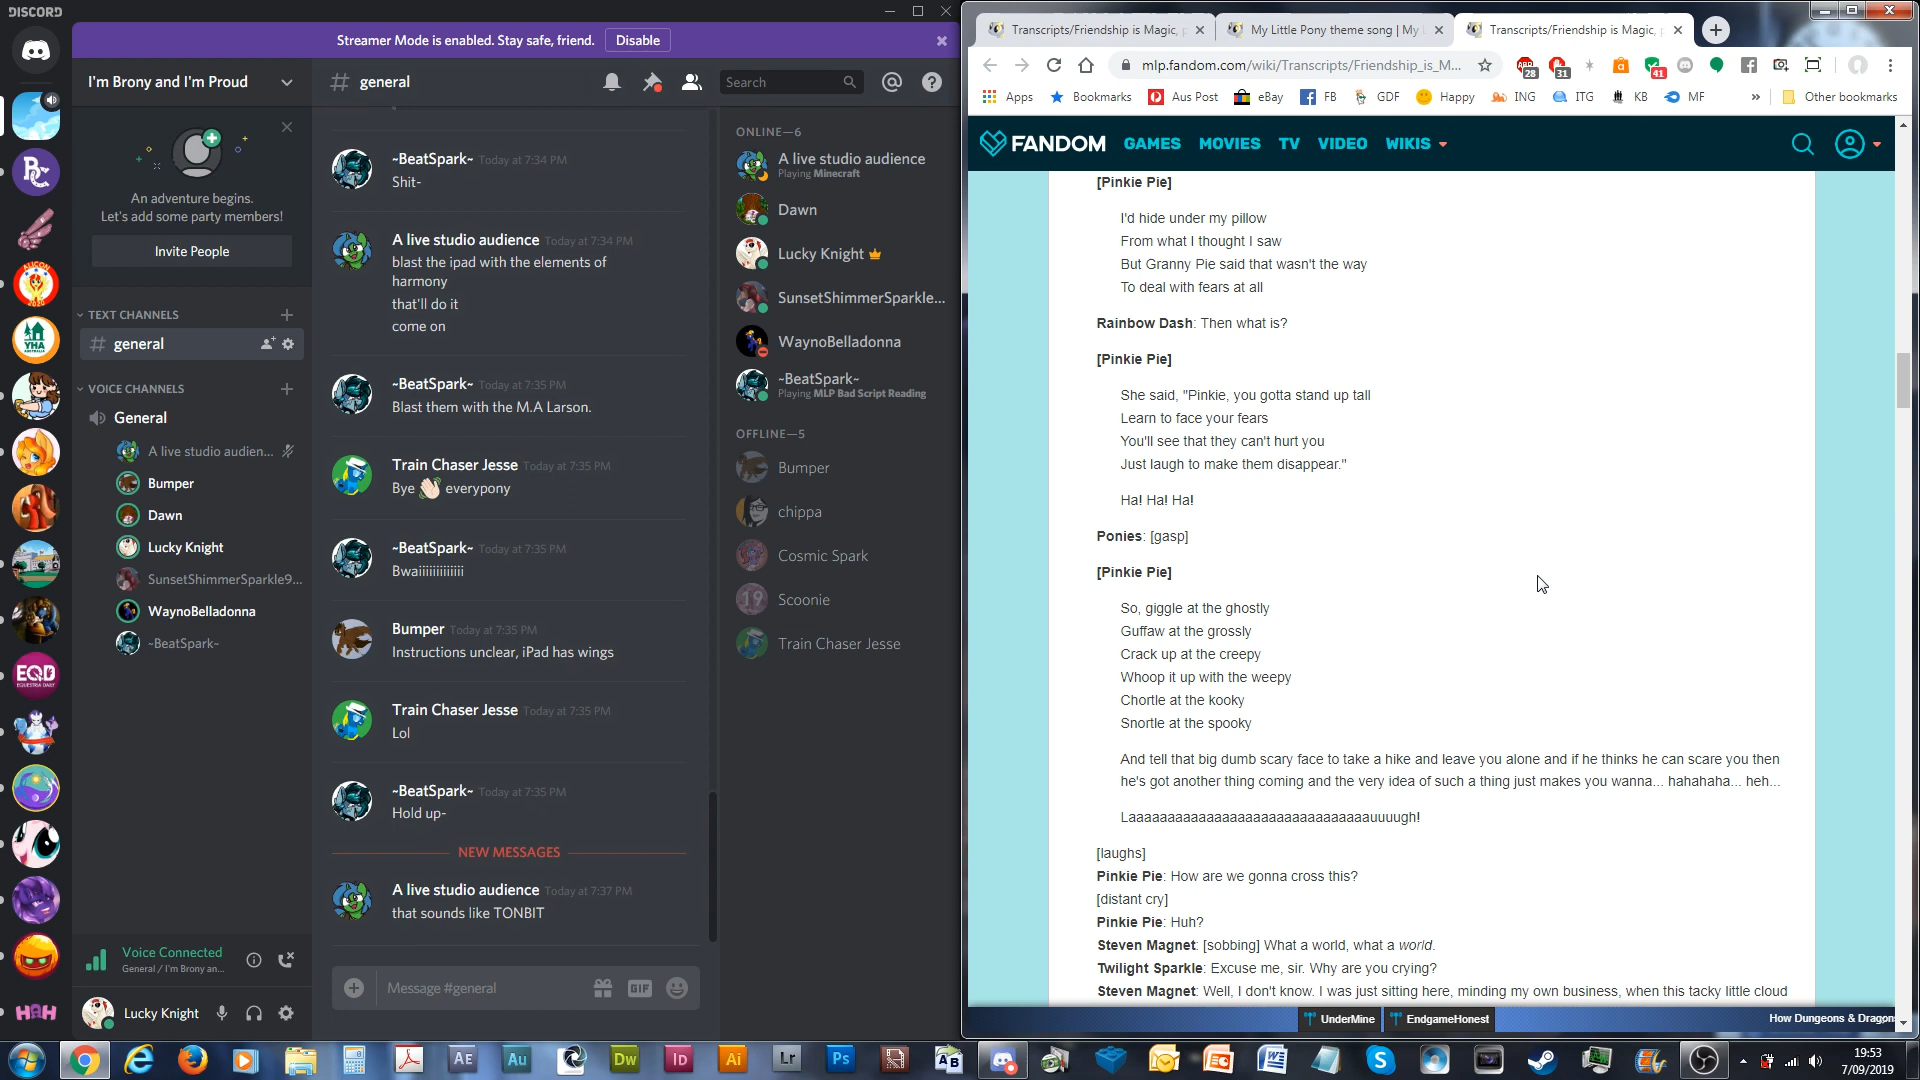 DISCORD
Streamer Mode is enabled. Stay safe, friend.
Disable
I'm Brony and I'm Proud
An adventure begins.
Let's add some party members!
Invite People
TEXT CHANNELS
general
VOICE CHANNELS
General
A live studio audien...
Bumper
Dawn
Lucky Knight
SunsetShimmerSparkle9...
WaynoBelladonna
~BeatSpark~
Voice Connected
General / I'm Brony an...
Lucky Knight
# general
Search
~BeatSpark~ Today at 7:34 PM
Shit-
A live studio audience Today at 7:34 PM
blast the ipad with the elements of
harmony
that'll do it
come on
~BeatSpark~ Today at 7:35 PM
Blast them with the M.A Larson.
Train Chaser Jesse Today at 7:35 PM
Bye 👋🏻 everypony
~BeatSpark~ Today at 7:35 PM
Bwaiiiiiiiiiiiii
Bumper Today at 7:35 PM
Instructions unclear, iPad has wings
Train Chaser Jesse Today at 7:35 PM
Lol
~BeatSpark~ Today at 7:35 PM
Hold up-
NEW MESSAGES
A live studio audience Today at 7:37 PM
that sounds like TONBIT
Message #general
GIF
ONLINE—6
A live studio audience
Playing Minecraft
Dawn
Lucky Knight
SunsetShimmerSparkle...
WaynoBelladonna
~BeatSpark~
Playing MLP Bad Script Reading
OFFLINE—5
Bumper
chippa
Cosmic Spark
Scoonie
Train Chaser Jesse
Transcripts/Friendship is Magic, p
My Little Pony theme song | My L
Transcripts/Friendship is Magic, p
mlp.fandom.com/wiki/Transcripts/Friendship_is_M...
28
31
41
Apps
Bookmarks
Aus Post
eBay
FB
GDF
Happy
ING
ITG
KB
MF
»
Other bookmarks
FANDOM
GAMES
MOVIES
TV
VIDEO
WIKIS
[Pinkie Pie]
I'd hide under my pillow
From what I thought I saw
But Granny Pie said that wasn't the way
To deal with fears at all
Rainbow Dash: Then what is?
[Pinkie Pie]
She said, "Pinkie, you gotta stand up tall
Learn to face your fears
You'll see that they can't hurt you
Just laugh to make them disappear."
Ha! Ha! Ha!
Ponies: [gasp]
[Pinkie Pie]
So, giggle at the ghostly
Guffaw at the grossly
Crack up at the creepy
Whoop it up with the weepy
Chortle at the kooky
Snortle at the spooky
And tell that big dumb scary face to take a hike and leave you alone and if he thinks he can scare you then
he's got another thing coming and the very idea of such a thing just makes you wanna... hahahaha... heh...
Laaaaaaaaaaaaaaaaaaaaaaaaaaaaaaauuuugh!
[laughs]
Pinkie Pie: How are we gonna cross this?
[distant cry]
Pinkie Pie: Huh?
Steven Magnet: [sobbing] What a world, what a world.
Twilight Sparkle: Excuse me, sir. Why are you crying?
Steven Magnet: Well, I don't know. I was just sitting here, minding my own business, when this tacky little cloud
UnderMine
EndgameHonest
How Dungeons & Dragons
EQD
H&H
19
AE
Au
Dw
Id
Ai
Lr
Ps
19:53
7/09/2019